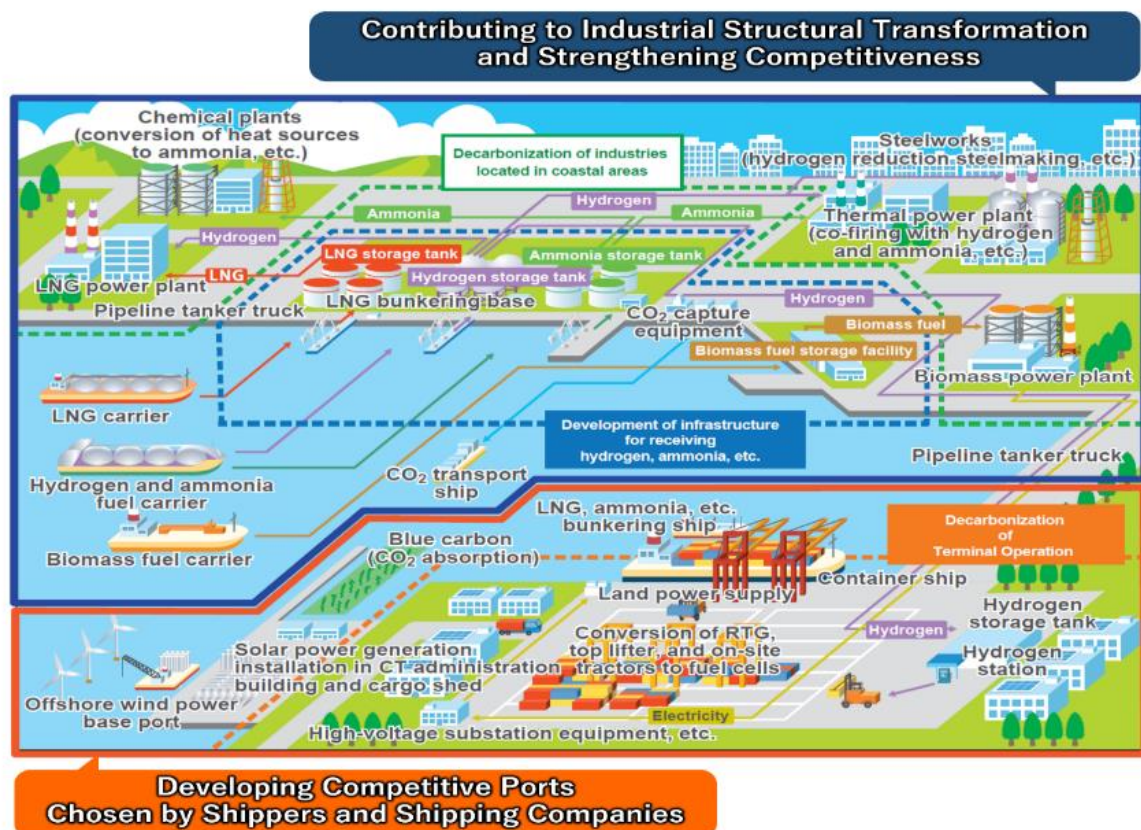 Contributing to Industrial Structural Transformation
and Strengthening Competitiveness
Chemical plants
(conversion of heat sources
to ammonia, etc.)
Decarbonization of industries
located in coastal areas
Steelworks
(hydrogen reduction steelmaking, etc.)
Ammonia
Hydrogen
Ammonia
Hydrogen
Thermal power plant
(co-firing with hydrogen
and ammonia, etc.)
LNG storage tank
Ammonia storage tank
LNG
Hydrogen storage tank
LNG power plant
LNG bunkering base
Hydrogen
Pipeline tanker truck
CO₂ capture
equipment
Biomass fuel
Biomass fuel storage facility
Biomass power plant
LNG carrier
Development of infrastructure
for receiving
hydrogen, ammonia, etc.
Pipeline tanker truck
CO₂ transport
ship
Hydrogen and ammonia
fuel carrier
LNG, ammonia, etc.
bunkering ship
Decarbonization
of
Terminal Operation
Blue carbon
(CO₂ absorption)
Biomass fuel carrier
Container ship
Land power supply
Hydrogen
storage tank
Hydrogen
Conversion of RTG,
top lifter, and on-site
tractors to fuel cells
Solar power generation
installation in CT administration
building and cargo shed
Hydrogen
station
Offshore wind power
base port
Electricity
High-voltage substation equipment, etc.
Developing Competitive Ports
Chosen by Shippers and Shipping Companies